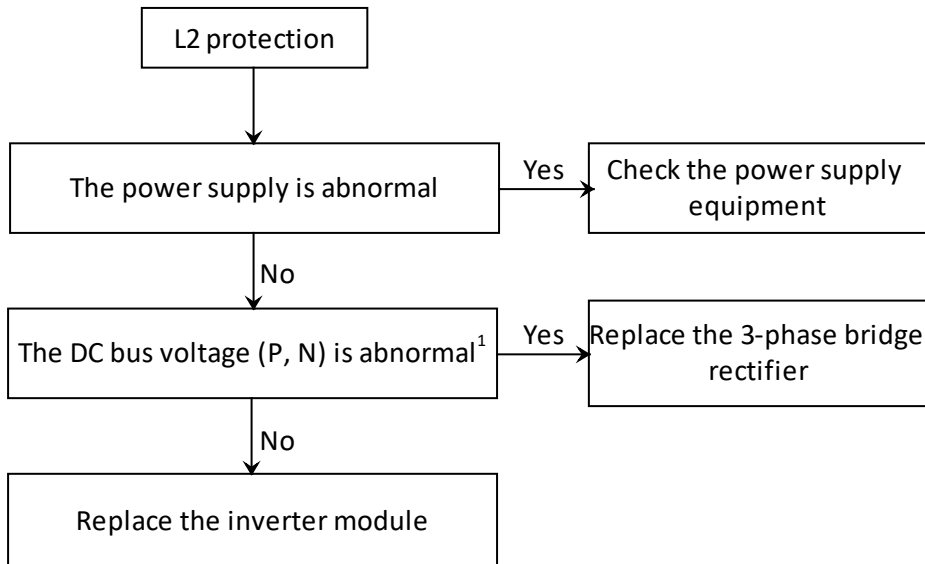 L2 protection
The power supply is abnormal
Yes
Check the power supply
equipment
No
The DC bus voltage (P, N) is abnormal1
Yes
Replace the 3-phase bridge
rectifier
No
Replace the inverter module